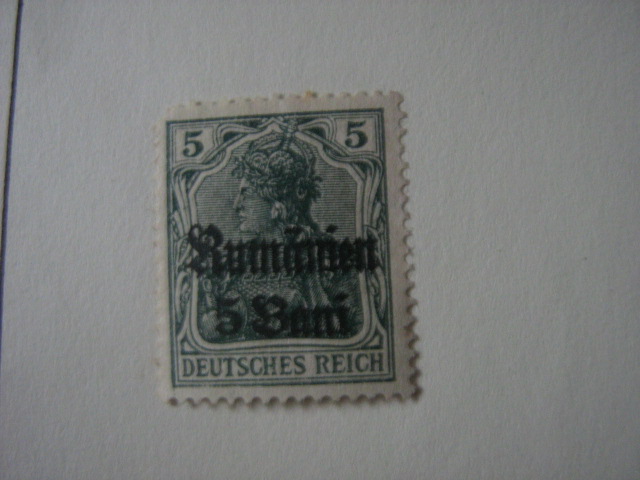 5 5
Rumänien
5 Bani
DEUTSCHES REICH